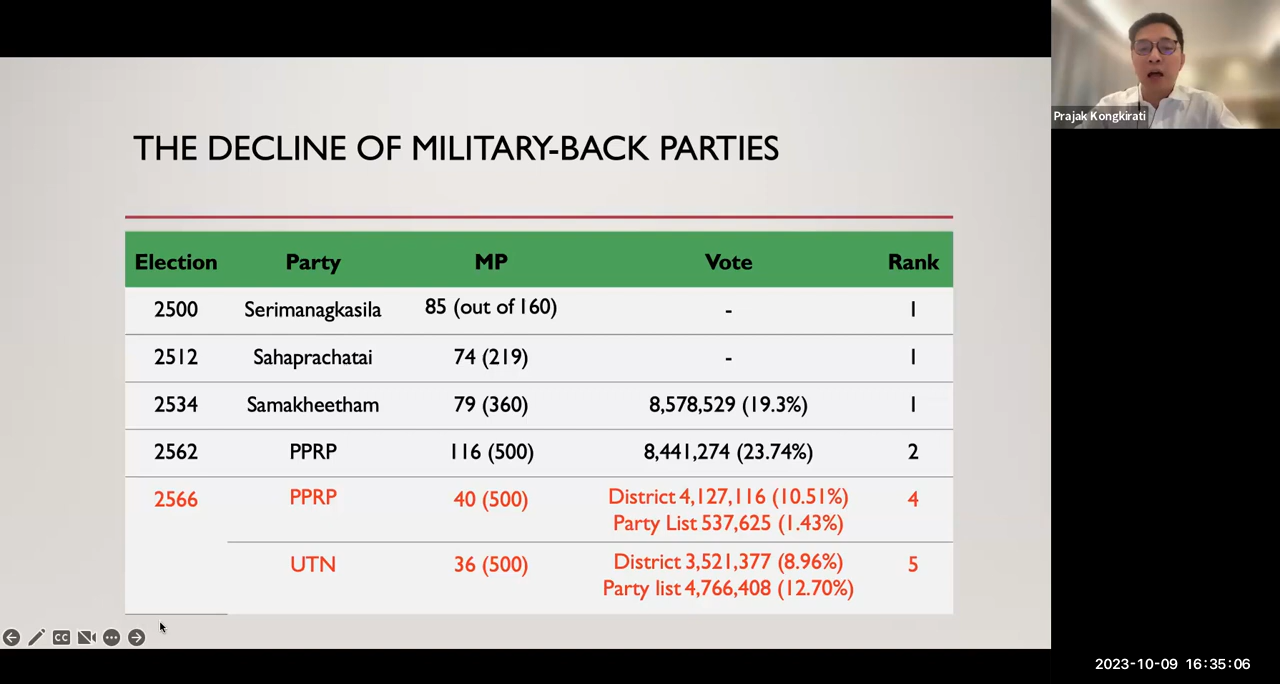 THE DECLINE OF MILITARY-BACK PARTIES
Prajak Kongkirati
Election Party MP Vote Rank
2500 Serimanagkasila 85 (out of 160) - 1
2512 Sahaprachatai 74 (219) - 1
2534 Samakheetham 79 (360) 8,578,529 (19.3%) 1
2562 PPRP 116 (500) 8,441,274 (23.74%) 2
2566 PPRP 40 (500) District 4,127,116 (10.51%) 4
Party List 537,625 (1.43%)
UTN 36 (500) District 3,521,377 (8.96%) 5
Party list 4,766,408 (12.70%)
CC
2023-10-09 16:35:06